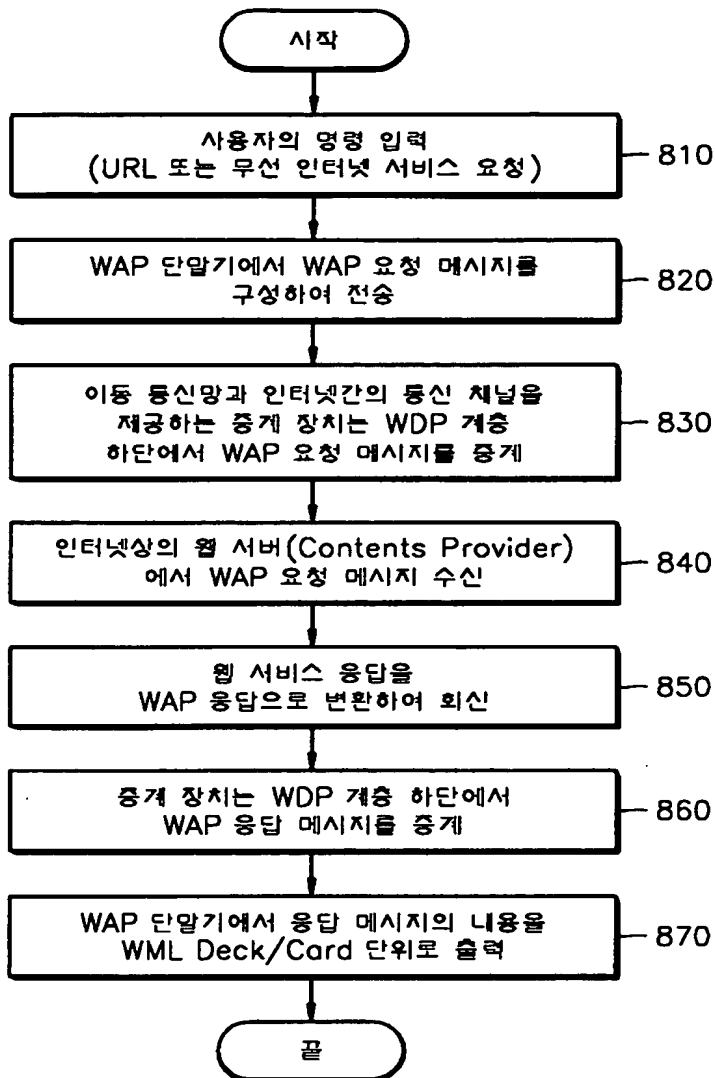 시작
사용자의 명령 입력
(URL 또는 무선 인터넷 서비스 요청)
810
WAP 단말기에서 WAP 요청 메시지를
구성하여 전송
820
이동 통신망과 인터넷간의 통신 채널을
제공하는 중계 장치는 WDP 계층
하단에서 WAP 요청 메시지를 중계
830
인터넷상의 웹 서버(Contents Provider)
에서 WAP 요청 메시지 수신
840
웹 서비스 응답을
WAP 응답으로 변환하여 회신
850
중계 장치는 WDP 계층 하단에서
WAP 응답 메시지를 중계
860
WAP 단말기에서 응답 메시지의 내용을
WML Deck/Card 단위로 출력
870
끝